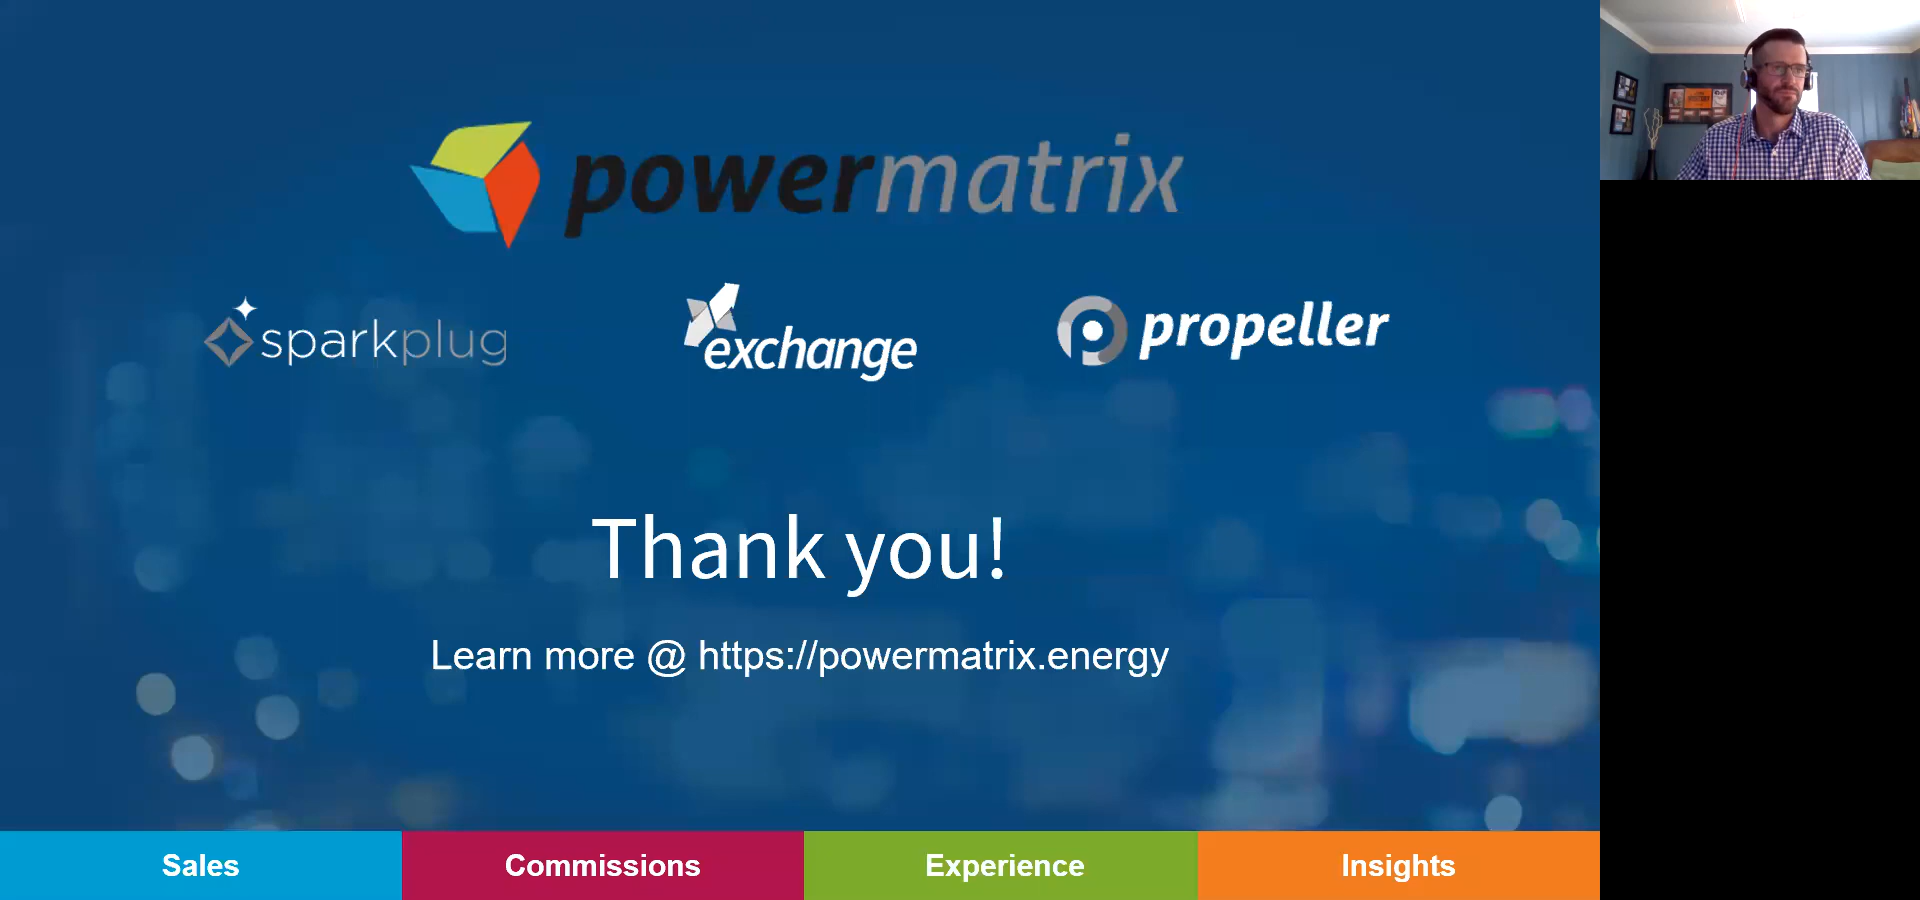 powermatrix
sparkplug
exchange
propeller
Thank you!
Learn more @ https://powermatrix.energy
Sales
Commissions
Experience
Insights